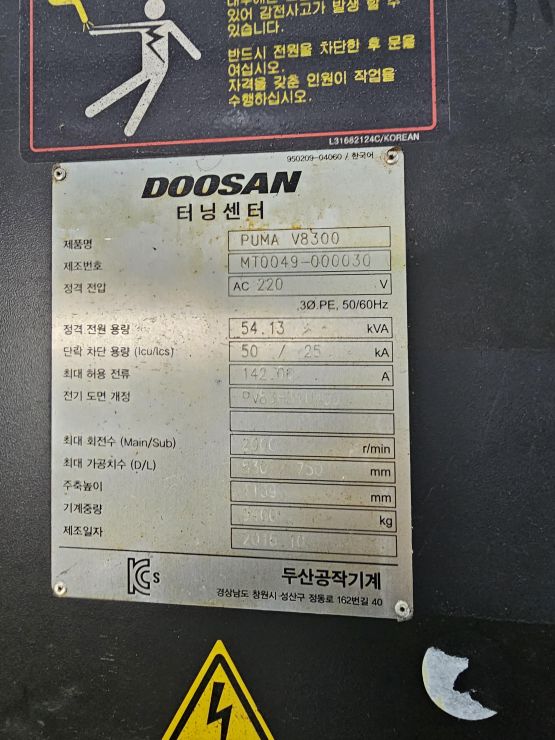 있어 감전사고가 발생 할 수
있습니다.
반드시 전원을 차단한 후 문을
여십시오.
자격을 갖춘 인원이 작업을
수행하십시오.
L31682124C/KOREAN
950209-04060 / 한국어
DOOSAN
터닝센터
제품명 PUMA V8300
제조번호 MT0049-000030
정격 전압 AC 220 V
3Ø.PE, 50/60Hz
정격 전원 용량 54.13 kVA
단락 차단 용량 (Icu/Ics) 50 / 25 kA
최대 허용 전류 A
전기 도면 개정
최대 회전수 (Main/Sub) r/min
최대 가공치수 (D/L) mm
주축높이 mm
기계중량 kg
제조일자 2016.10
KCs
두산공작기계
경상남도 창원시 성산구 정동로 162번길 40